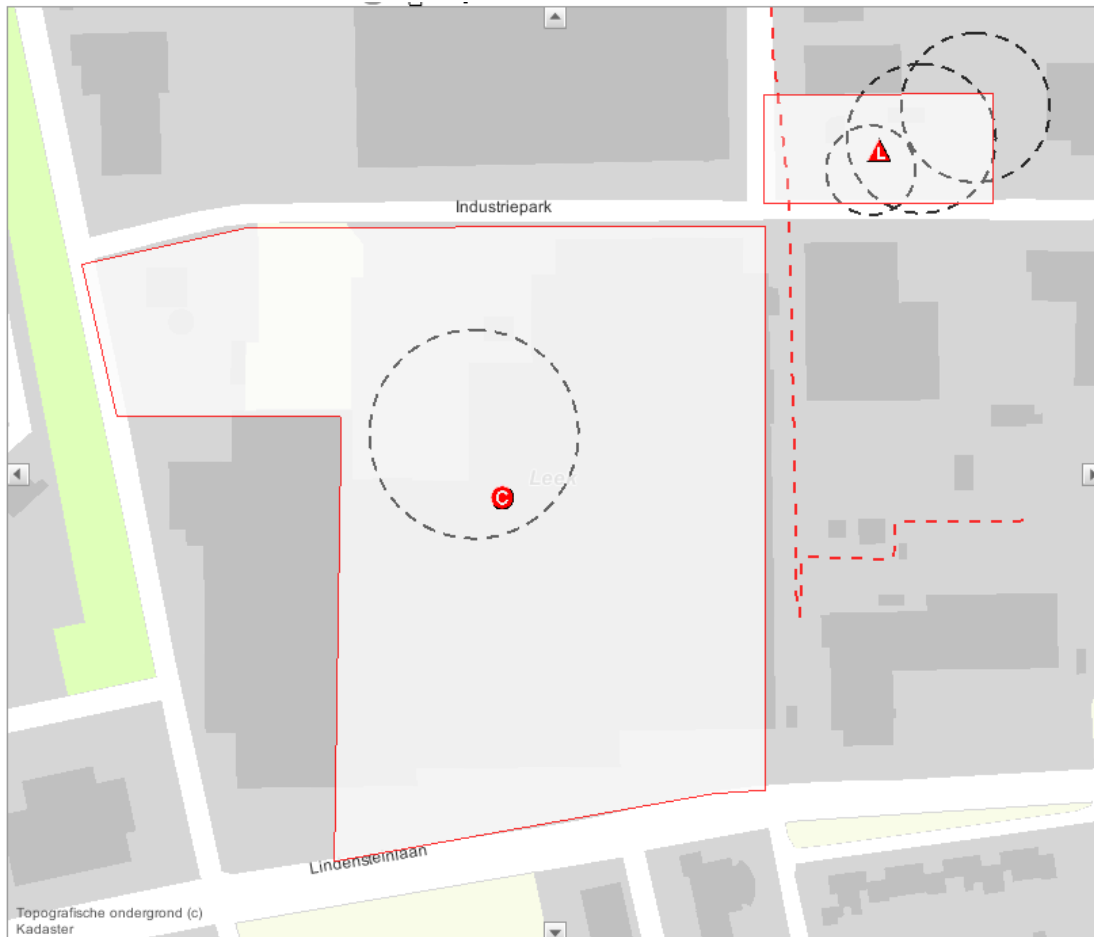 L
Industriepark
Leek
C
Lindensteinlaan
Topografische ondergrond (c)
Kadaster